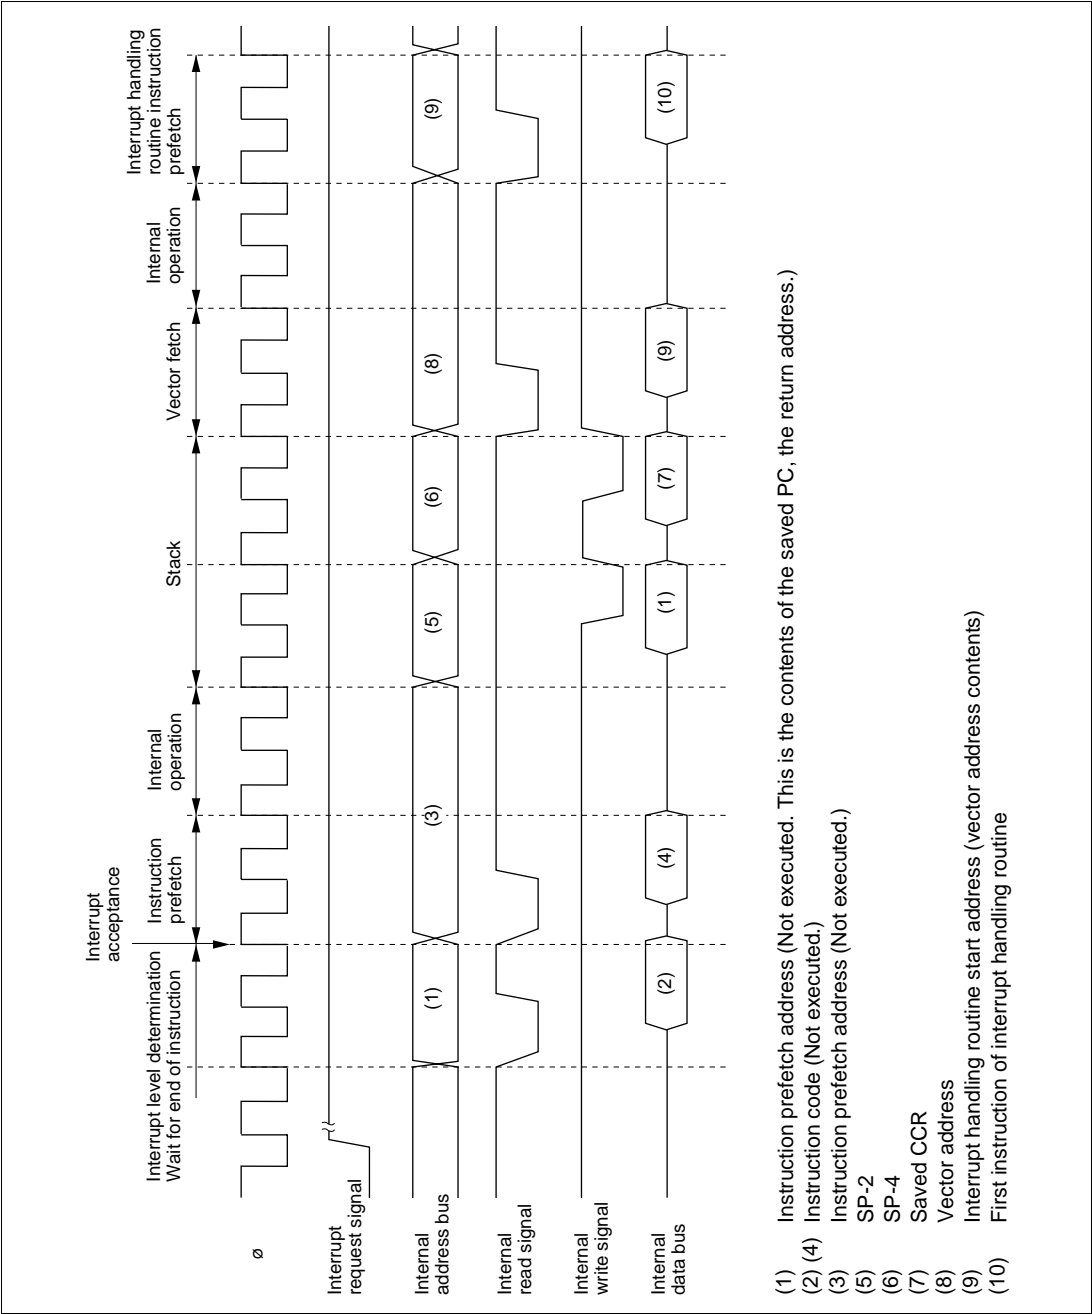 Interrupt level determination
Wait for end of instruction
Interrupt
acceptance
Instruction
prefetch
Internal
operation
Stack
Vector fetch
Internal
operation
Interrupt handling
routine instruction
prefetch
ø
Interrupt
request signal
Internal
address bus
(1)
(3)
(5)
(6)
(8)
(9)
Internal
read signal
Internal
write signal
Internal
data bus
(2)
(4)
(1)
(7)
(9)
(10)
(1) Instruction prefetch address (Not executed. This is the contents of the saved PC, the return address.)
(2) (4) Instruction code (Not executed.)
(3) Instruction prefetch address (Not executed.)
(5) SP-2
(6) SP-4
(7) Saved CCR
(8) Vector address
(9) Interrupt handling routine start address (vector address contents)
(10) First instruction of interrupt handling routine